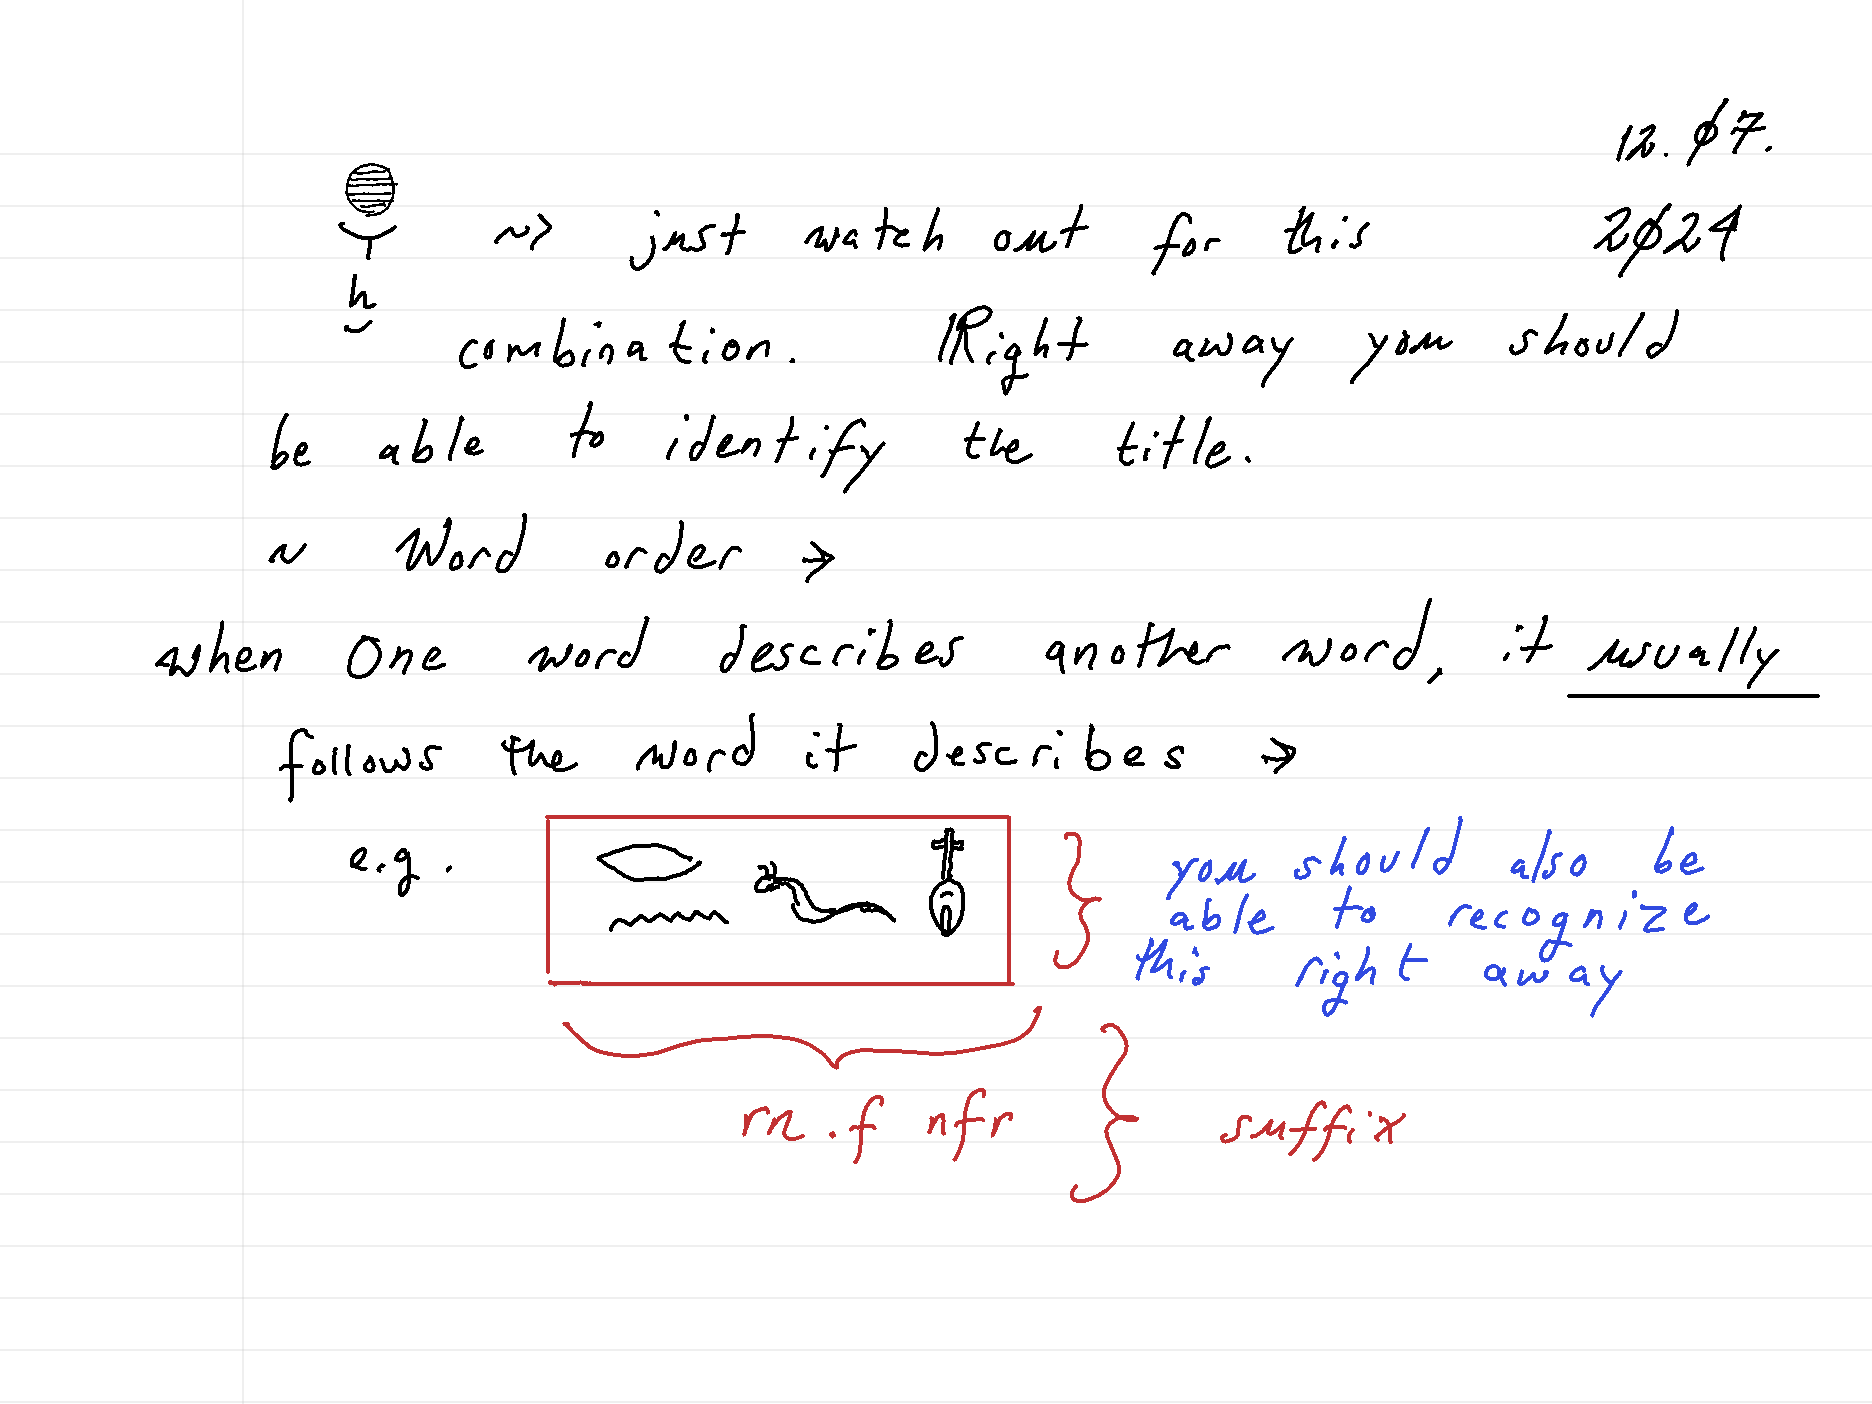 12.07.
𓐍 ~> just watch out for this 2024
ḫ
combination. Right away you should
be able to identify the title.
~ Word order →
when One word describes another word, it usually
follows the word it describes →
e.g. 𓂋𓈖 𓆑 𓄤
you should also be
able to recognize
this right away
rn.f nfr } suffix